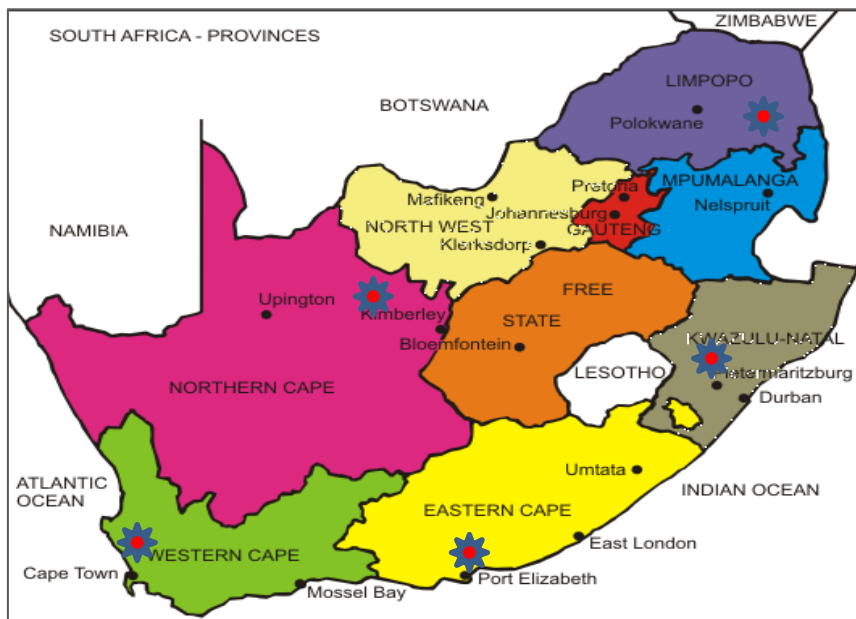 ZIMBABWE
SOUTH AFRICA - PROVINCES
LIMPOPO
BOTSWANA
Polokwane
MPUMALANGA
Pretoria
Mafikeng
Nelspruit
Johannesburg
NORTH WEST
GAUTENG
NAMIBIA
Klerksdorp
FREE
STATE
Upington
Kimberley
KWAZULU-NATAL
Bloemfontein
LESOTHO
Pietermaritzburg
NORTHERN CAPE
Durban
Umtata
ATLANTIC
OCEAN
INDIAN OCEAN
EASTERN CAPE
East London
WESTERN CAPE
Cape Town
Port Elizabeth
Mossel Bay